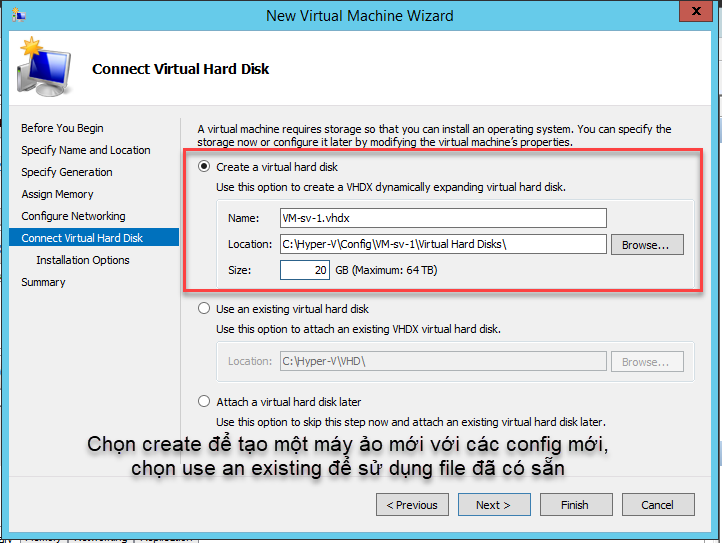 New Virtual Machine Wizard
x
Connect Virtual Hard Disk
Before You Begin
Specify Name and Location
Specify Generation
Assign Memory
Configure Networking
Connect Virtual Hard Disk
Installation Options
Summary
A virtual machine requires storage so that you can install an operating system. You can specify the
storage now or configure it later by modifying the virtual machine's properties.
Create a virtual hard disk
Use this option to create a VHDX dynamically expanding virtual hard disk.
Name: VM-sv-1.vhdx
Location: C:\Hyper-V\Config\VM-sv-1\Virtual Hard Disks\ Browse...
Size: 20 GB (Maximum: 64 TB)
Use an existing virtual hard disk
Use this option to attach an existing VHDX virtual hard disk.
Location: C:\Hyper-V\VHD\ Browse...
Attach a virtual hard disk later
Use this option to skip this step now and attach an existing virtual hard disk later.
Chọn create để tạo một máy ảo mới với các config mới,
chọn use an existing để sử dụng file đã có sẵn
< Previous Next > Finish Cancel